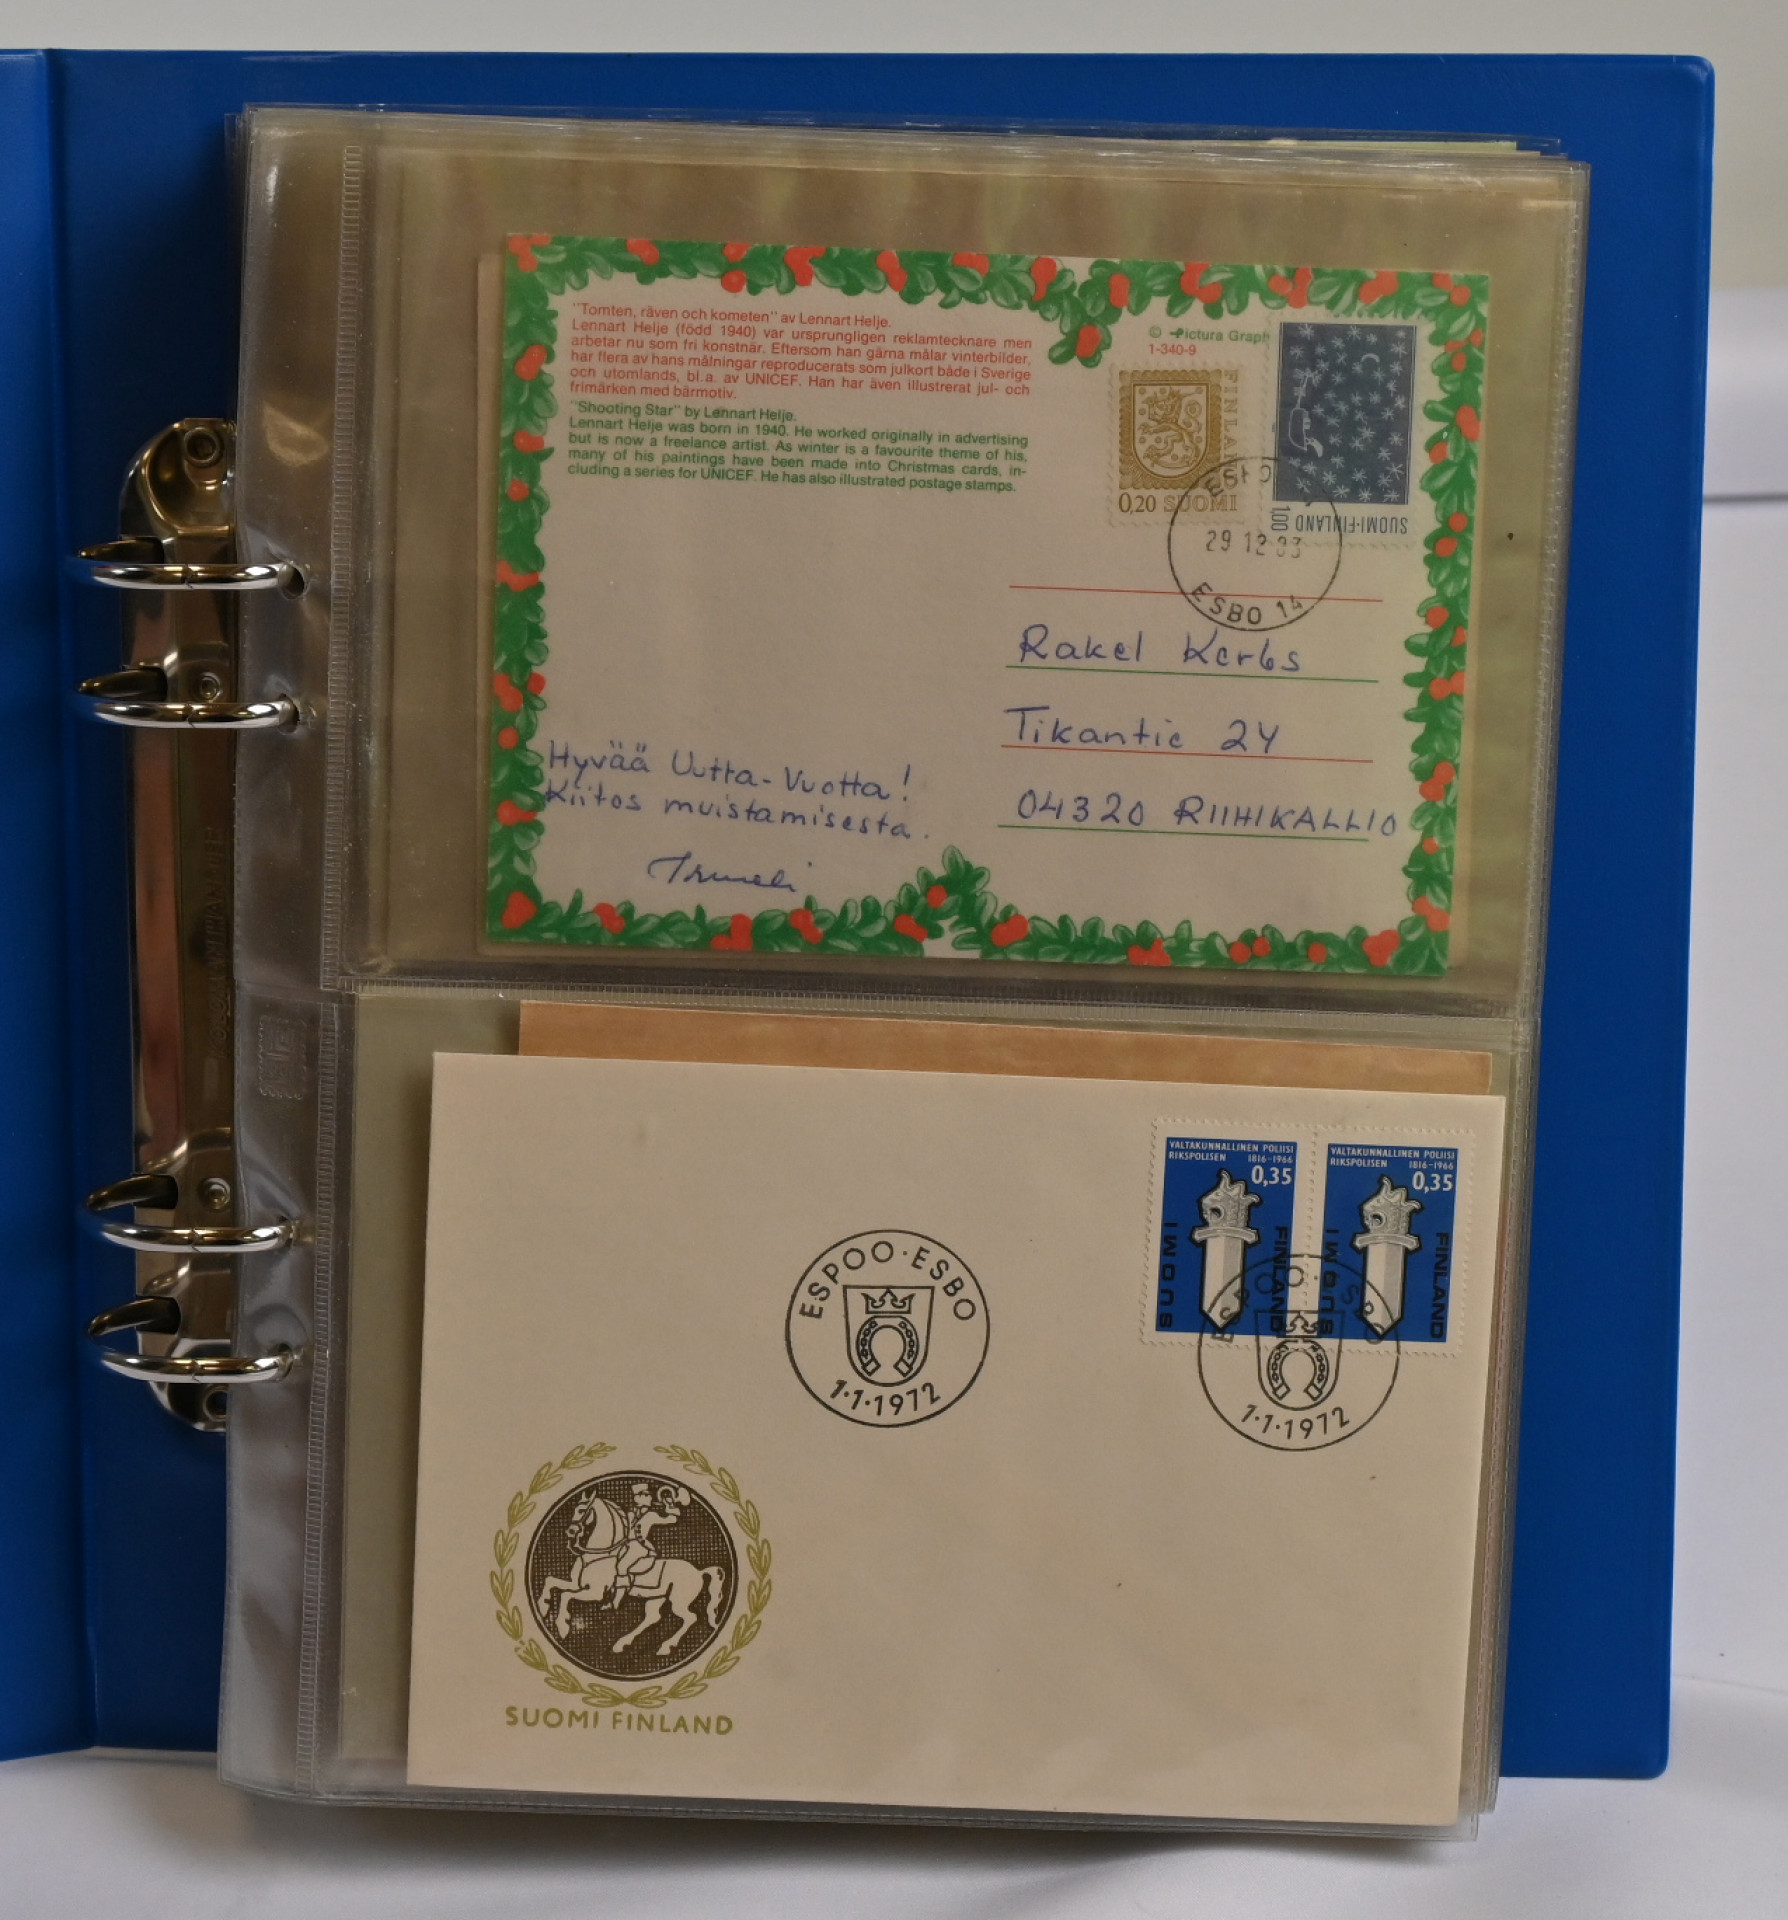 "Tomten, räven och kometen" av Lennart Helje.
Lennart Helje (född 1940) var ursprungligen reklamtecknare men
arbetar nu som fri konstnär. Eftersom han gärna målar vinterbilder,
har flera av hans målningar reproducerats som julkort både i Sverige
och utomlands, bl.a. av UNICEF. Han har även illustrerat jul- och
frimärken med bärmotiv.
"Shooting Star" by Lennart Helje.
Lennart Helje was born in 1940. He worked originally in advertising
but is now a freelance artist. As winter is a favourite theme of his,
many of his paintings have been made into Christmas cards, in-
cluding a series for UNICEF. He has also illustrated postage stamps.
© Pictura Graph
1-340-9
FINLAND
0,20 SUOMI
SUOMI-FINLAND
1,00
29 12 83
ESBO 14
Rakel Kerbs
Tikantie 24
04320 RIIHIKALLIO
Hyvää Uutta-Vuotta!
Kiitos muistamisesta.
VALTAKUNNALLINEN POLIISI
RIKSPOLISEN 1816-1966
0,35
SUOMI
FINLAND
VALTAKUNNALLINEN POLIISI
RIKSPOLISEN 1816-1966
0,35
SUOMI
FINLAND
ESPOO·ESBO
1·1·1972
ESPOO·ESBO
1·1·1972
SUOMI FINLAND